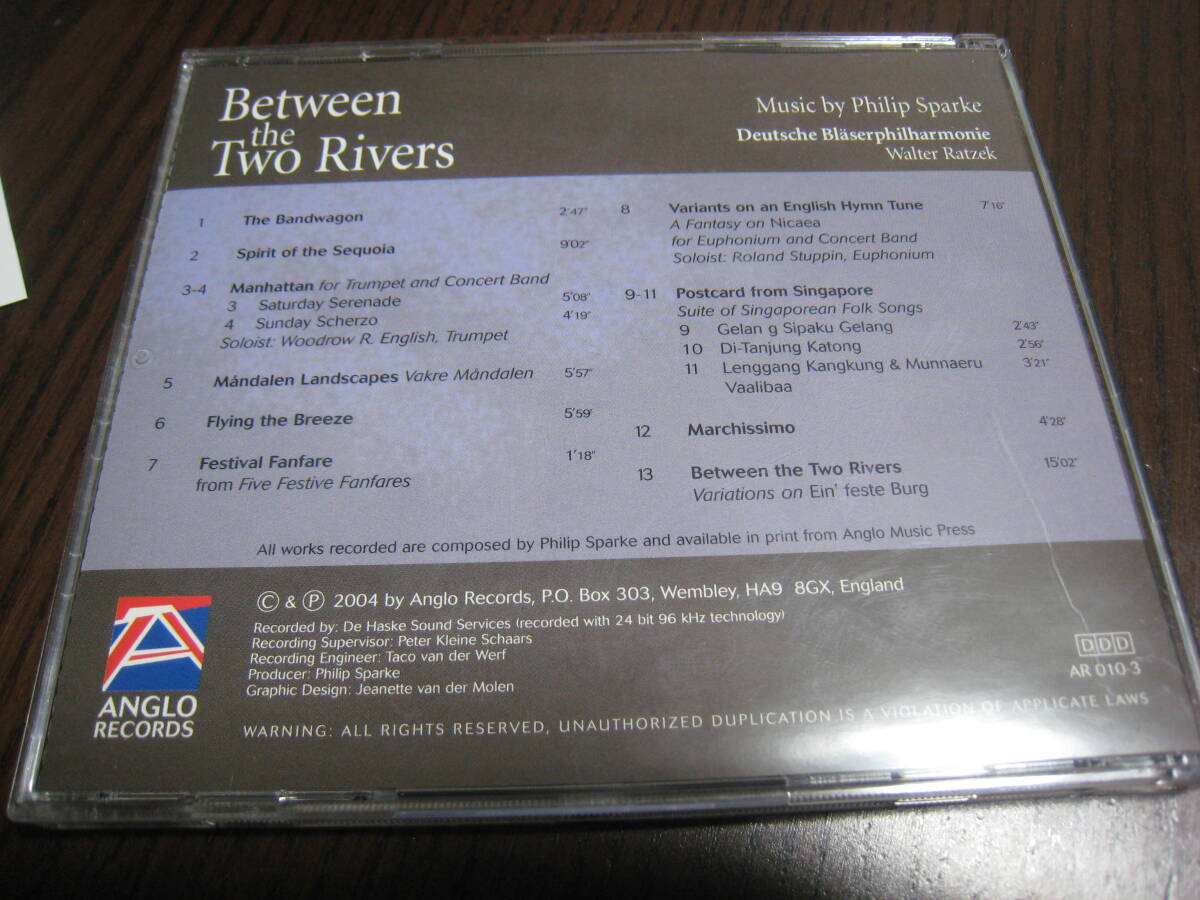 Between
the
Two Rivers
Music by Philip Sparke
Deutsche Bläserphilharmonie
Walter Ratzek
1 The Bandwagon 2'47"
2 Spirit of the Sequoia 9'02"
3-4 Manhattan for Trumpet and Concert Band
3 Saturday Serenade 5'08"
4 Sunday Scherzo 4'19"
Soloist: Woodrow R. English, Trumpet
5 Måndalen Landscapes Vakre Måndalen 5'57"
6 Flying the Breeze 5'59'
7 Festival Fanfare 1'18"
from Five Festive Fanfares
8 Variants on an English Hymn Tune 7'16"
A Fantasy on Nicaea
for Euphonium and Concert Band
Soloist: Roland Stuppin, Euphonium
9-11 Postcard from Singapore
Suite of Singaporean Folk Songs
9 Gelan g Sipaku Gelang 2'43"
10 Di-Tanjung Katong 2'56"
11 Lenggang Kangkung & Munnaeru 3'21"
Vaalibaa
12 Marchissimo 4'28"
13 Between the Two Rivers 15'02"
Variations on Ein' feste Burg
All works recorded are composed by Philip Sparke and available in print from Anglo Music Press
© & ℗ 2004 by Anglo Records, P.O. Box 303, Wembley, HA9 8GX, England
Recorded by: De Haske Sound Services (recorded with 24 bit 96 kHz technology)
Recording Supervisor: Peter Kleine Schaars
Recording Engineer: Taco van der Werf
Producer: Philip Sparke
Graphic Design: Jeanette van der Molen
ANGLO
RECORDS
DDD
AR 010-3
WARNING: ALL RIGHTS RESERVED, UNAUTHORIZED DUPLICATION IS A VIOLATION OF APPLICATE LAWS